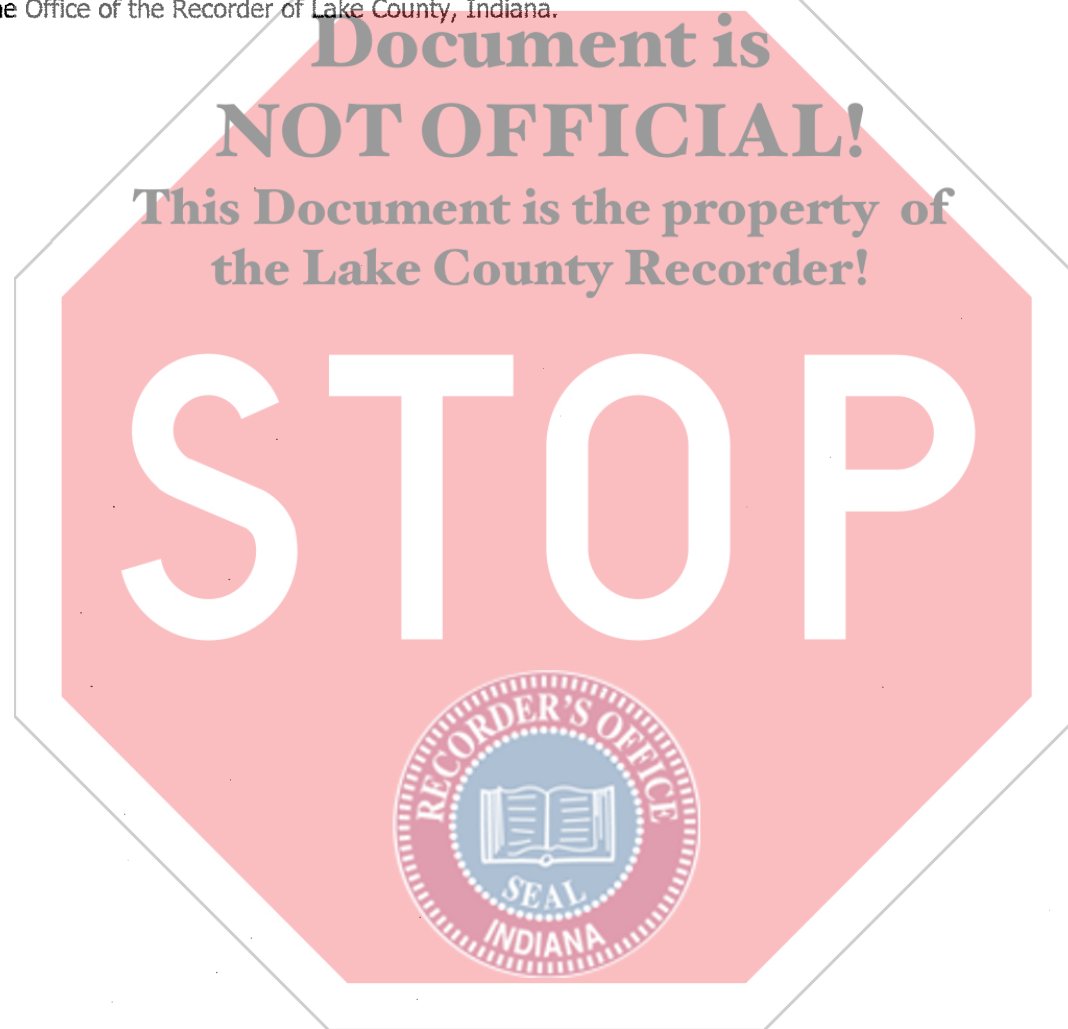 Office of the Recorder of Lake County, Indiana.
Document is
NOT OFFICIAL!
This Document is the property of
the Lake County Recorder!
STOP
RECORDER'S OFFICE
SEAL
INDIANA